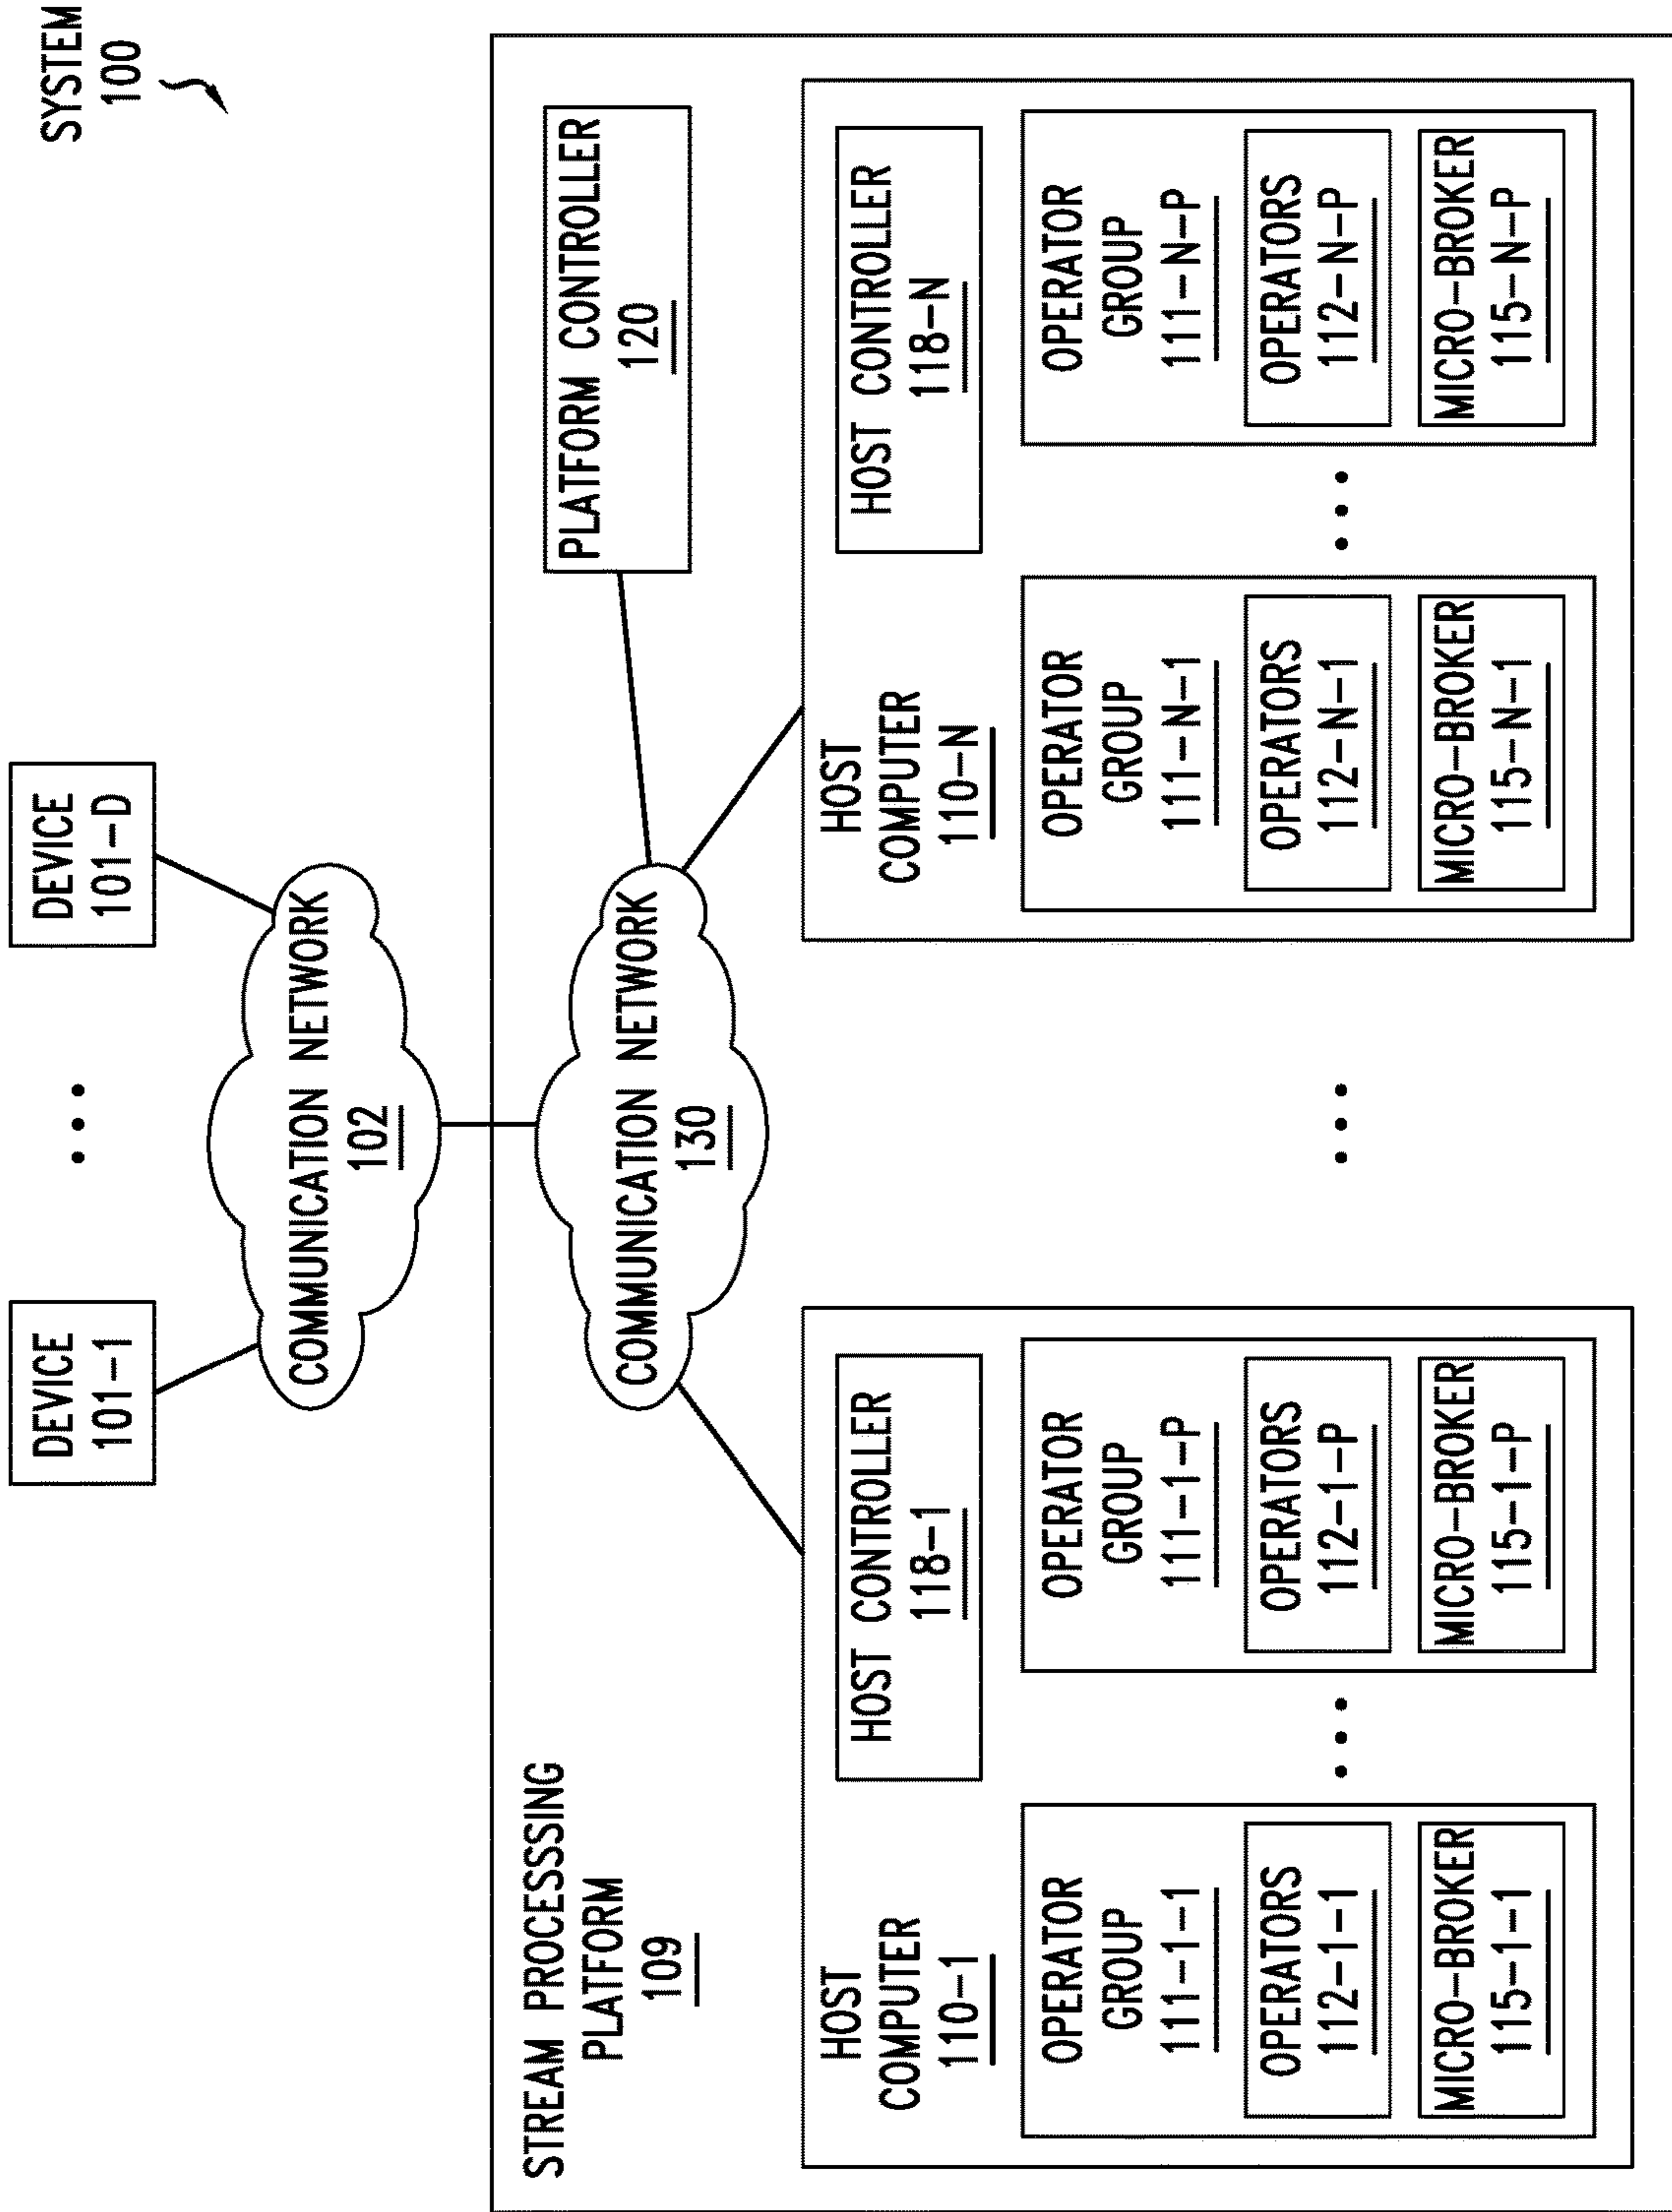 SYSTEM
100
DEVICE
101-1
• • •
DEVICE
101-D
COMMUNICATION NETWORK
102
STREAM PROCESSSING
PLATFORM
109
COMMUNICATION NETWORK
130
PLATFORM CONTROLLER
120
HOST
COMPUTER
110-1
HOST CONTROLLER
118-1
OPERATOR
GROUP
111-1-1
OPERATORS
112-1-1
MICRO-BROKER
115-1-1
• • •
OPERATOR
GROUP
111-1-P
OPERATORS
112-1-P
MICRO-BROKER
115-1-P
• • •
HOST
COMPUTER
110-N
HOST CONTROLLER
118-N
OPERATOR
GROUP
111-N-1
OPERATORS
112-N-1
MICRO-BROKER
115-N-1
• • •
OPERATOR
GROUP
111-N-P
OPERATORS
112-N-P
MICRO-BROKER
115-N-P